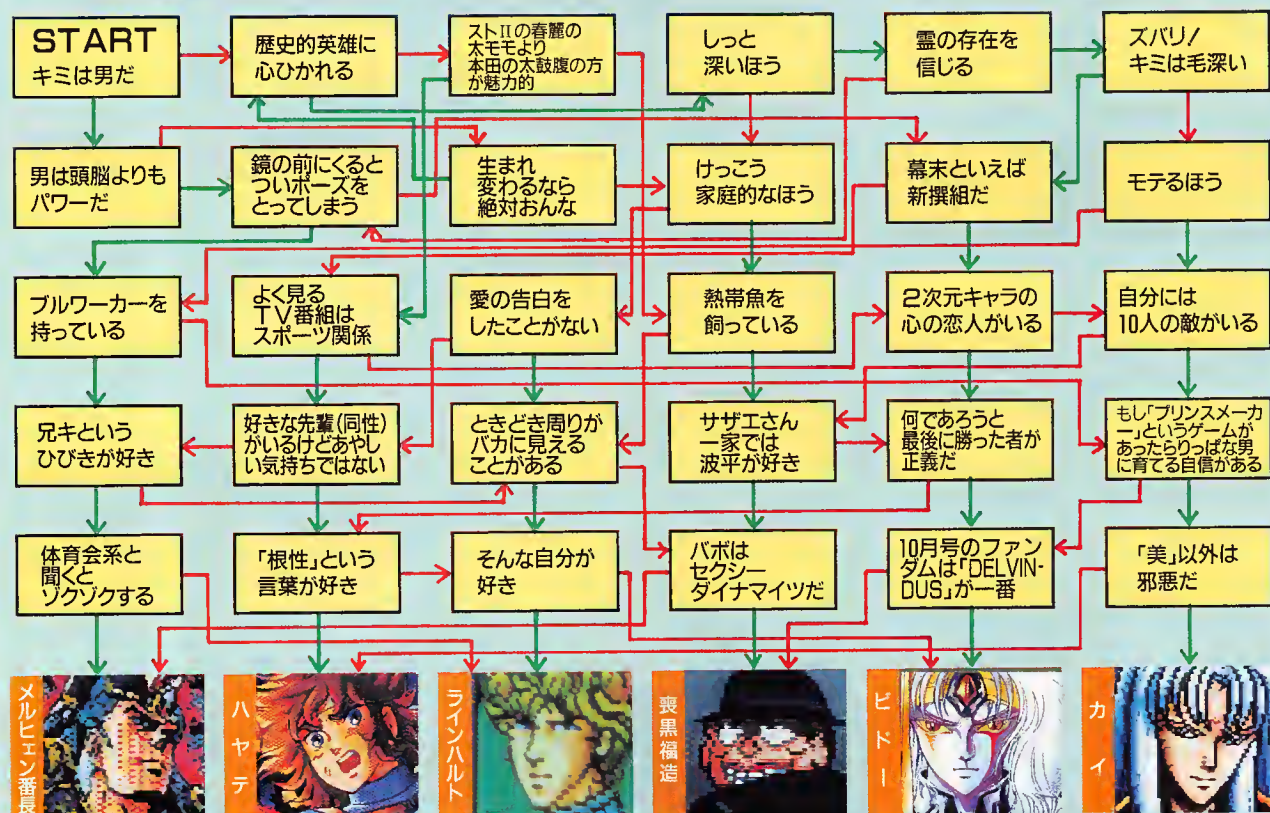 START
キミは男だ
歴史的英雄に
心ひかれる
ストIIの春麗の
太モモより
本田の太鼓腹の方
が魅力的
しっと
深いほう
霊の存在を
信じる
ズバリ!
キミは毛深い
男は頭脳よりも
パワーだ
鏡の前にくると
ついポーズを
とってしまう
生まれ
変わるなら
絶対おんな
けっこう
家庭的なほう
幕末といえば
新撰組だ
モテるほう
ブルワーカーを
持っている
よく見る
TV番組は
スポーツ関係
愛の告白を
したことがない
熱帯魚を
飼っている
2次元キャラの
心の恋人がいる
自分には
10人の敵がいる
兄キという
ひびきが好き
好きな先輩(同性)
がいるけどあやし
い気持ちではない
ときどき周りが
バカに見える
ことがある
サザエさん
一家では
波平が好き
何であろうと
最後に勝った者が
正義だ
もし「プリンスメーカ
ー」というゲームが
あったらりっぱな男
に育てる自信がある
体育会系と
聞くと
ゾクゾクする
「根性」という
言葉が好き
そんな自分が
好き
バボは
セクシー
ダイナマイツだ
10月号のファン
ダムは「DELVIN-
DUS」が一番
「美」以外は
邪悪だ
メルヒェン番長
ハヤテ
ラインハルト
喪黒福造
ビドー
カイ